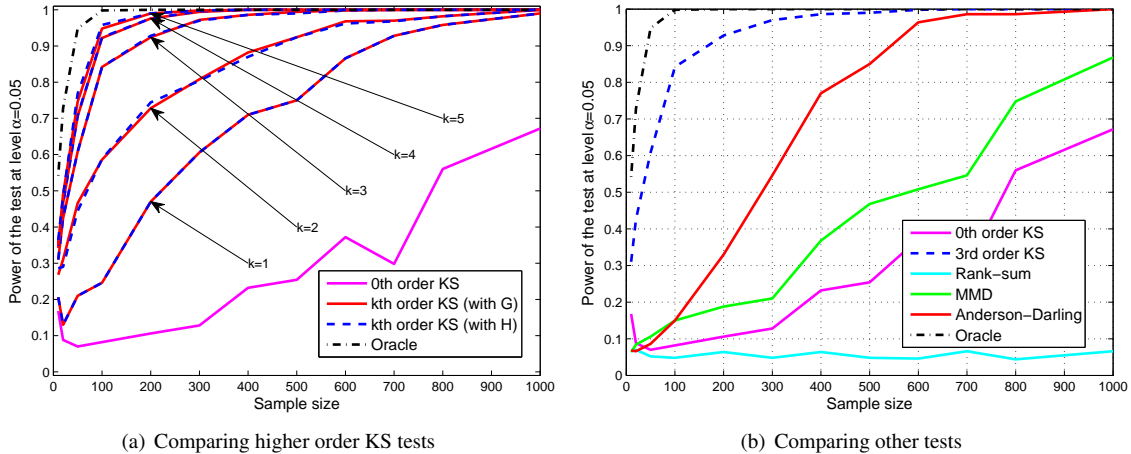 Power of the test at level α=0.05
1
0.9
0.8
0.7
0.6
0.5
0.4
0.3
0.2
0.1
0
0 100 200 300 400 500 600 700 800 900 1000
Sample size
k=5
k=4
k=3
k=2
k=1
0th order KS
kth order KS (with G)
kth order KS (with H)
Oracle
(a) Comparing higher order KS tests
Power of the test at level α=0.05
1
0.9
0.8
0.7
0.6
0.5
0.4
0.3
0.2
0.1
0
0 100 200 300 400 500 600 700 800 900 1000
Sample size
0th order KS
3rd order KS
Rank−sum
MMD
Anderson−Darling
Oracle
(b) Comparing other tests